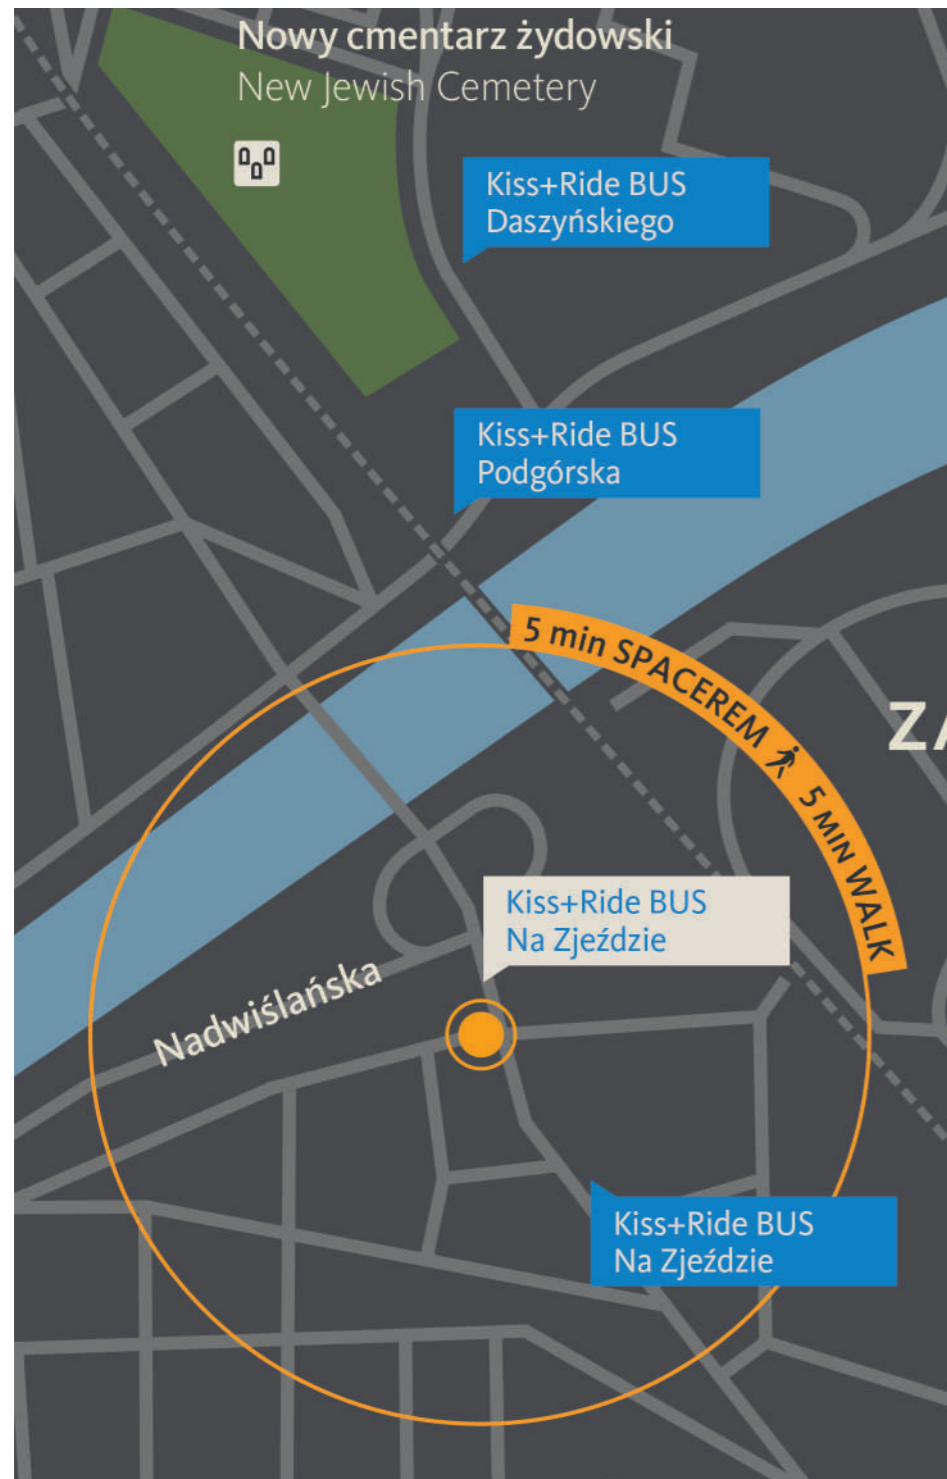 Nowy cmentarz żydowski
New Jewish Cemetery
Kiss+Ride BUS
Daszyńskiego
Kiss+Ride BUS
Podgórska
5 min SPACEREM
5 MIN WALK
ZA
Kiss+Ride BUS
Na Zjeździe
Nadwiślańska
Kiss+Ride BUS
Na Zjeździe